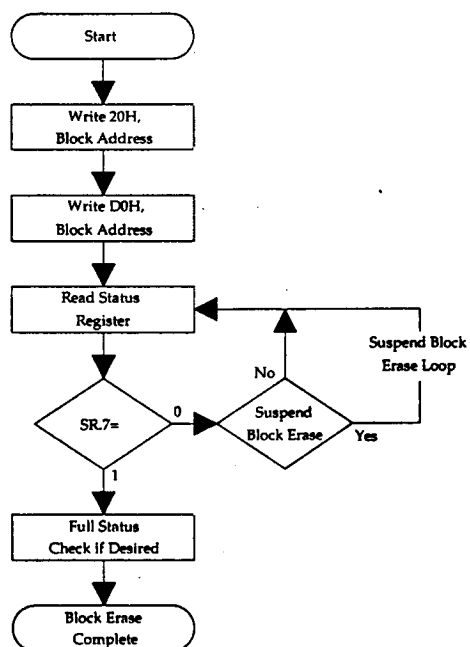 Start
Write 20H,
Block Address
Write D0H,
Block Address
Read Status
Register
Suspend Block
Erase Loop
No
SR.7=
0
Suspend
Block Erase
Yes
1
Full Status
Check if Desired
Block Erase
Complete